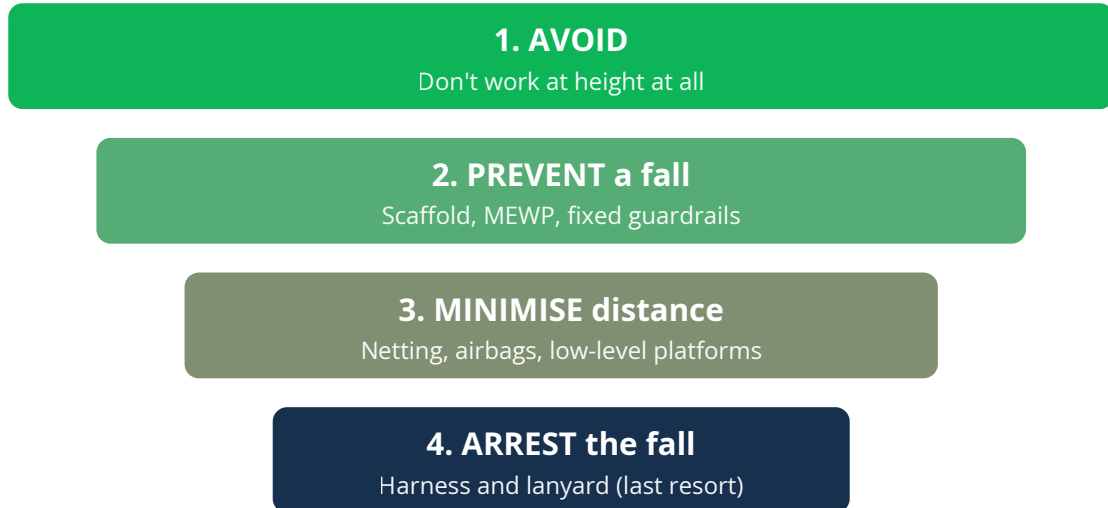 1. AVOID
Don't work at height at all
2. PREVENT a fall
Scaffold, MEWP, fixed guardrails
3. MINIMISE distance
Netting, airbags, low-level platforms
4. ARREST the fall
Harness and lanyard (last resort)